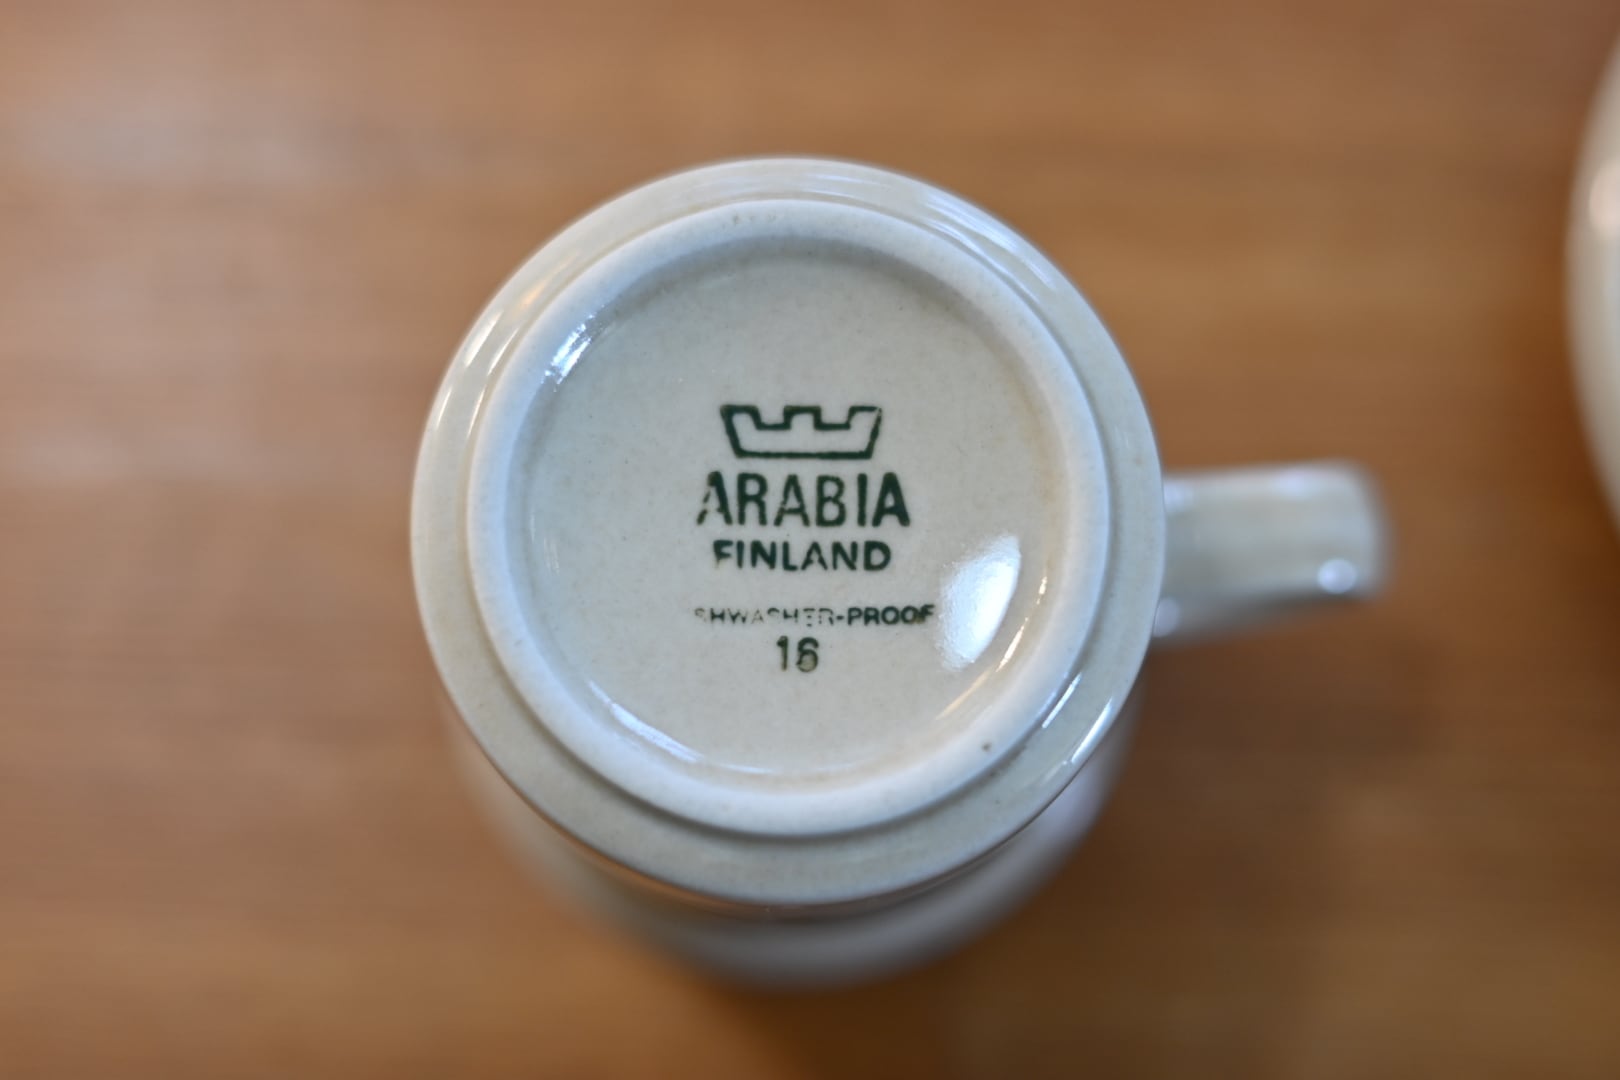 ARABIA
FINLAND
SHWASHER-PROOF
16